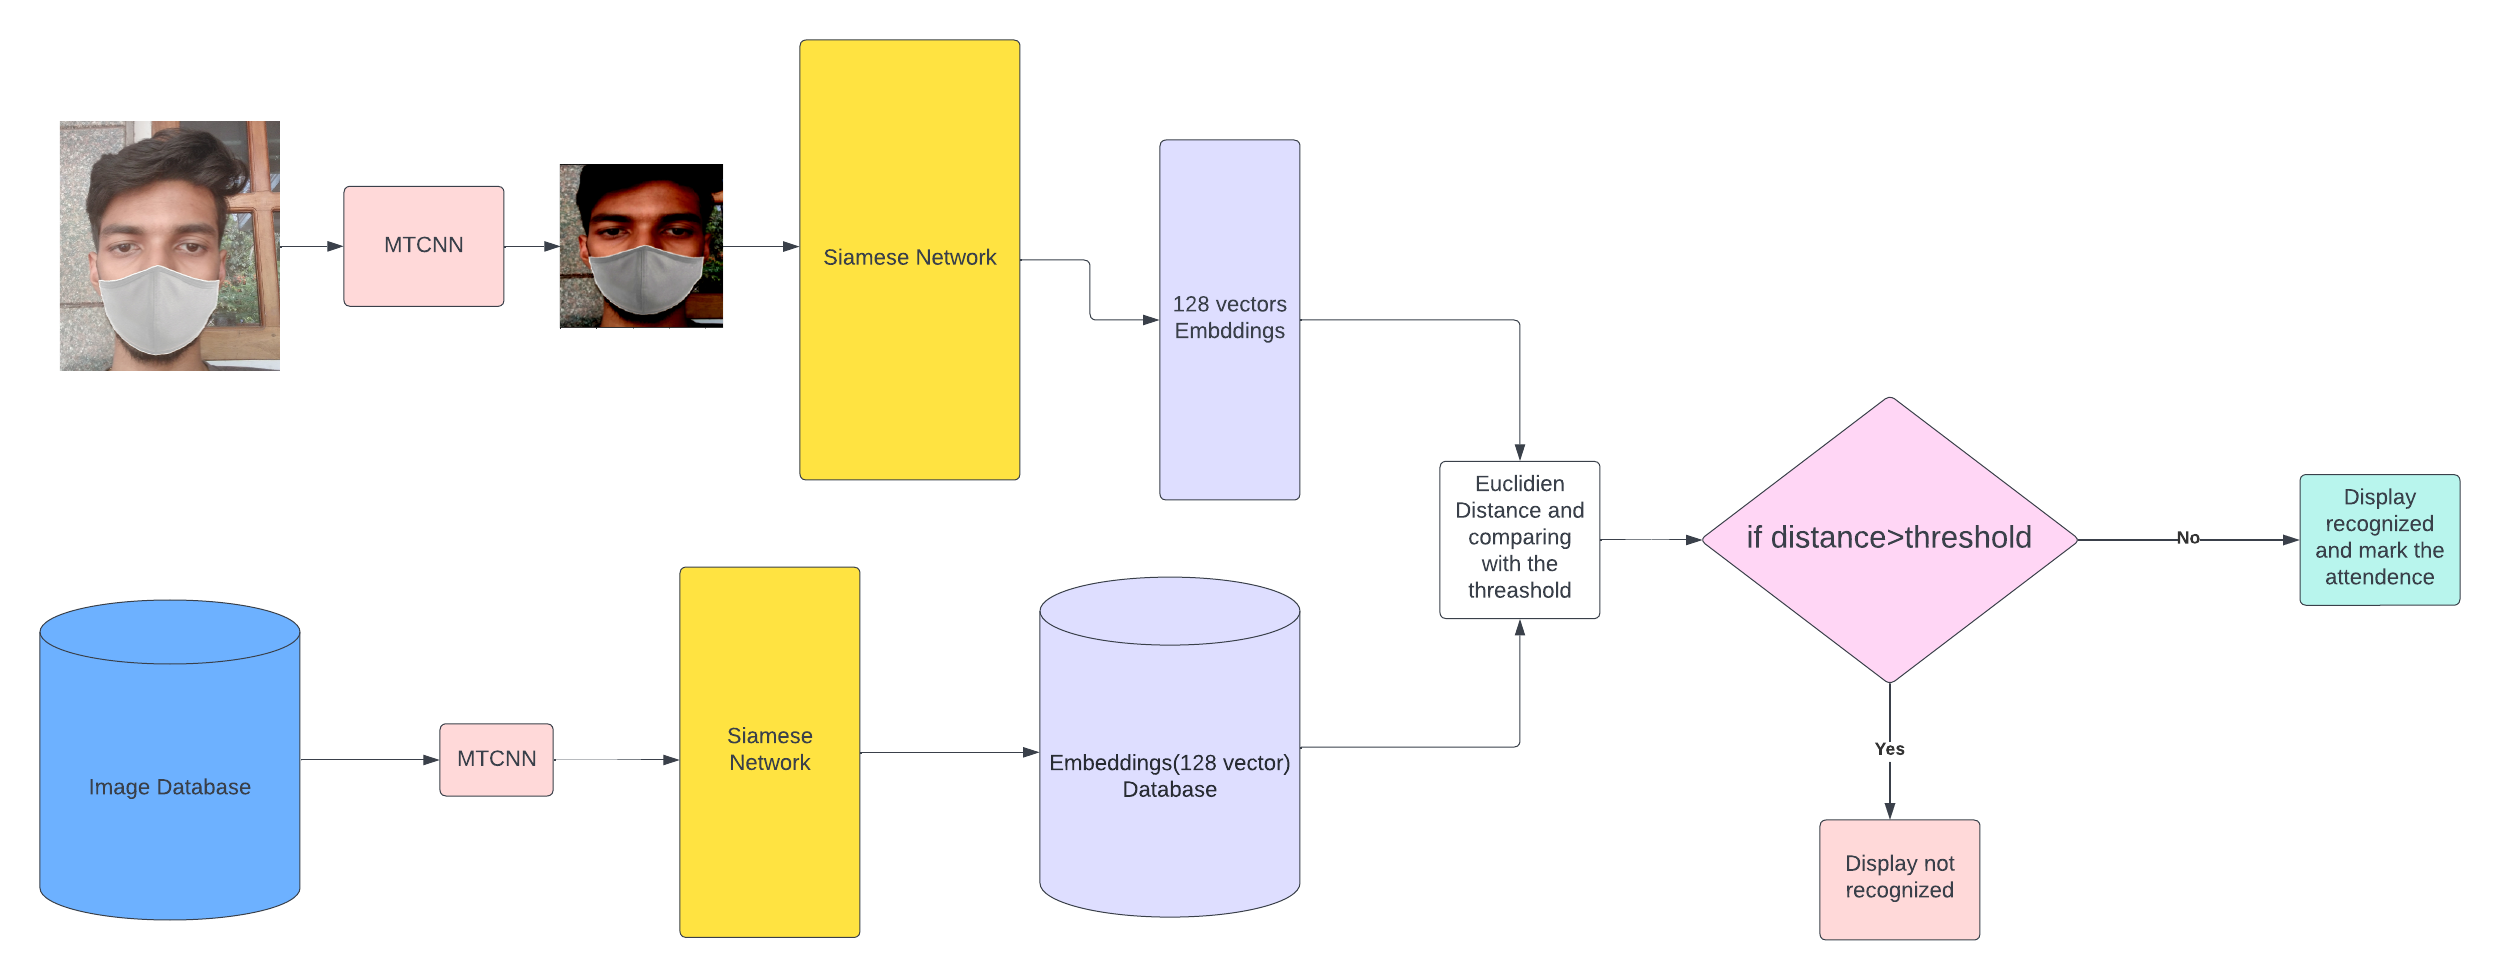 MTCNN
Siamese Network
128 vectors
Embddings
Euclidien
Distance and
comparing
with the
threashold
if distance>threshold
No
Display
recognized
and mark the
attendence
Yes
Display not
recognized
Image Database
MTCNN
Siamese
Network
Embeddings(128 vector)
Database